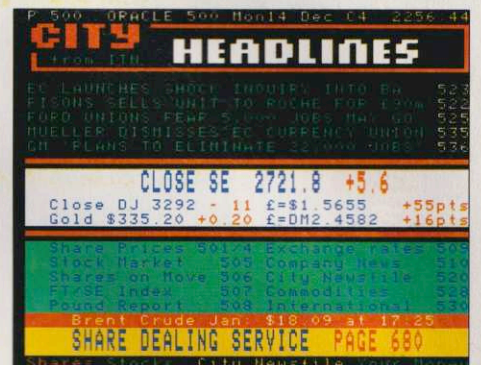 P 500 ORACLE 500 Mon14 Dec C4 2256 44
CITY HEADLINES
from ITN
EC LAUNCHES SHOCK INQUIRY INTO BA 523
FISONS SELLS UNIT TO ROCHE FOR £90m 522
FORD UNIONS FEAR 5,000 JOBS MAY GO 525
MUELLER DISMISSES EC CURRENCY UNION 535
GM 'PLANS TO ELIMINATE 22,000 JOBS' 536
CLOSE SE 2721.8 +5.6
Close DJ 3292 - 11 £=$1.5655 +55pts
Gold $335.20 +0.20 £=DM2.4582 +16pts
Share Prices 501/4 Exchange rates 509
Stock Market 505 Company News 510
Shares on Move 506 City Newsfile 520
FT/SE Index 507 Commodities 528
Pound Report 508 International 530
Brent Crude Jan: $18.09 at 17.25
SHARE DEALING SERVICE PAGE 680
Shares Stocks City Newsfile Your Money